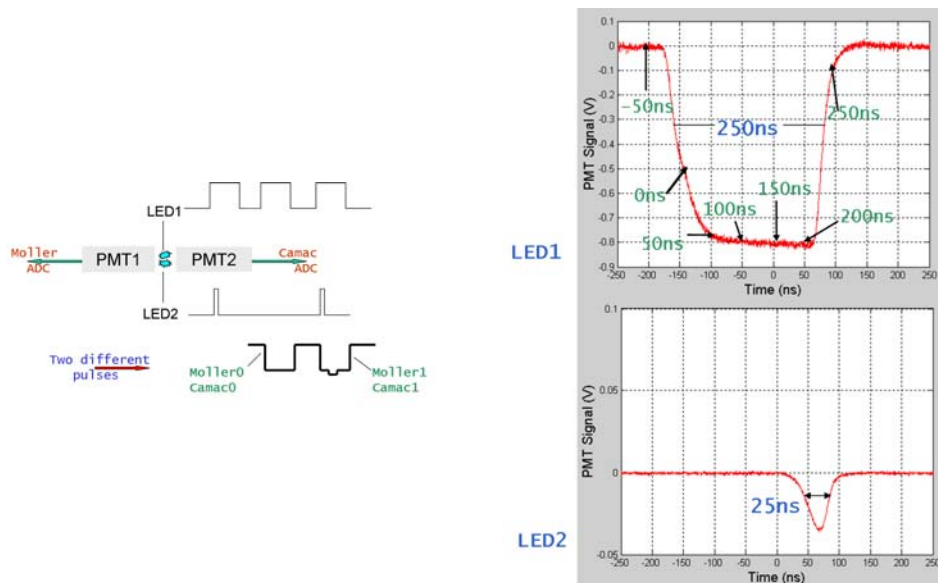 LED1
Moller
ADC
PMT1
PMT2
Camac
ADC
LED2
Two different
pulses
Moller0
Camac0
Moller1
Camac1
LED1
PMT Signal (V)
0.1
0
-0.1
-0.2
-0.3
-0.4
-0.5
-0.6
-0.7
-0.8
-0.9
-50ns
250ns
250ns
0ns
150ns
100ns
50ns
200ns
-250 -200 -150 -100 -50 0 50 100 150 200 250
Time (ns)
LED2
PMT Signal (V)
0.1
0.05
0
-0.05
25ns
-250 -200 -150 -100 -50 0 50 100 150 200 250
Time (ns)